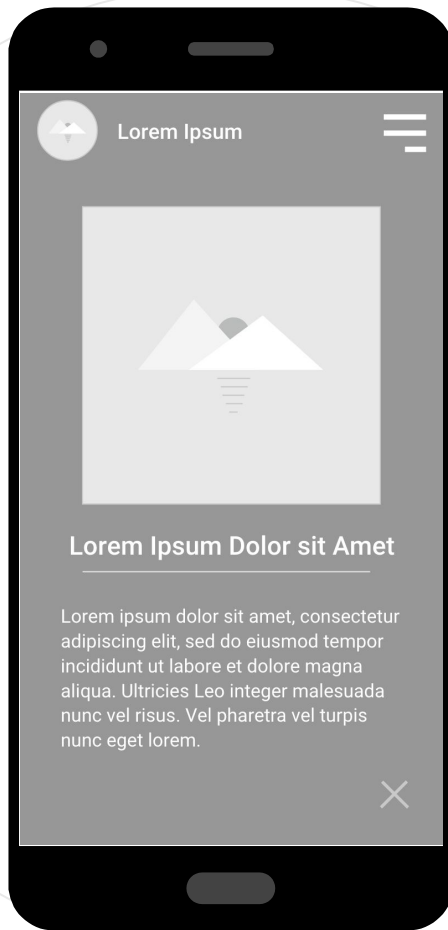 Lorem Ipsum
Lorem Ipsum Dolor sit Amet
Lorem ipsum dolor sit amet, consectetur
adipiscing elit, sed do eiusmod tempor
incididunt ut labore et dolore magna
aliqua. Ultricies Leo integer malesuada
nunc vel risus. Vel pharetra vel turpis
nunc eget lorem.